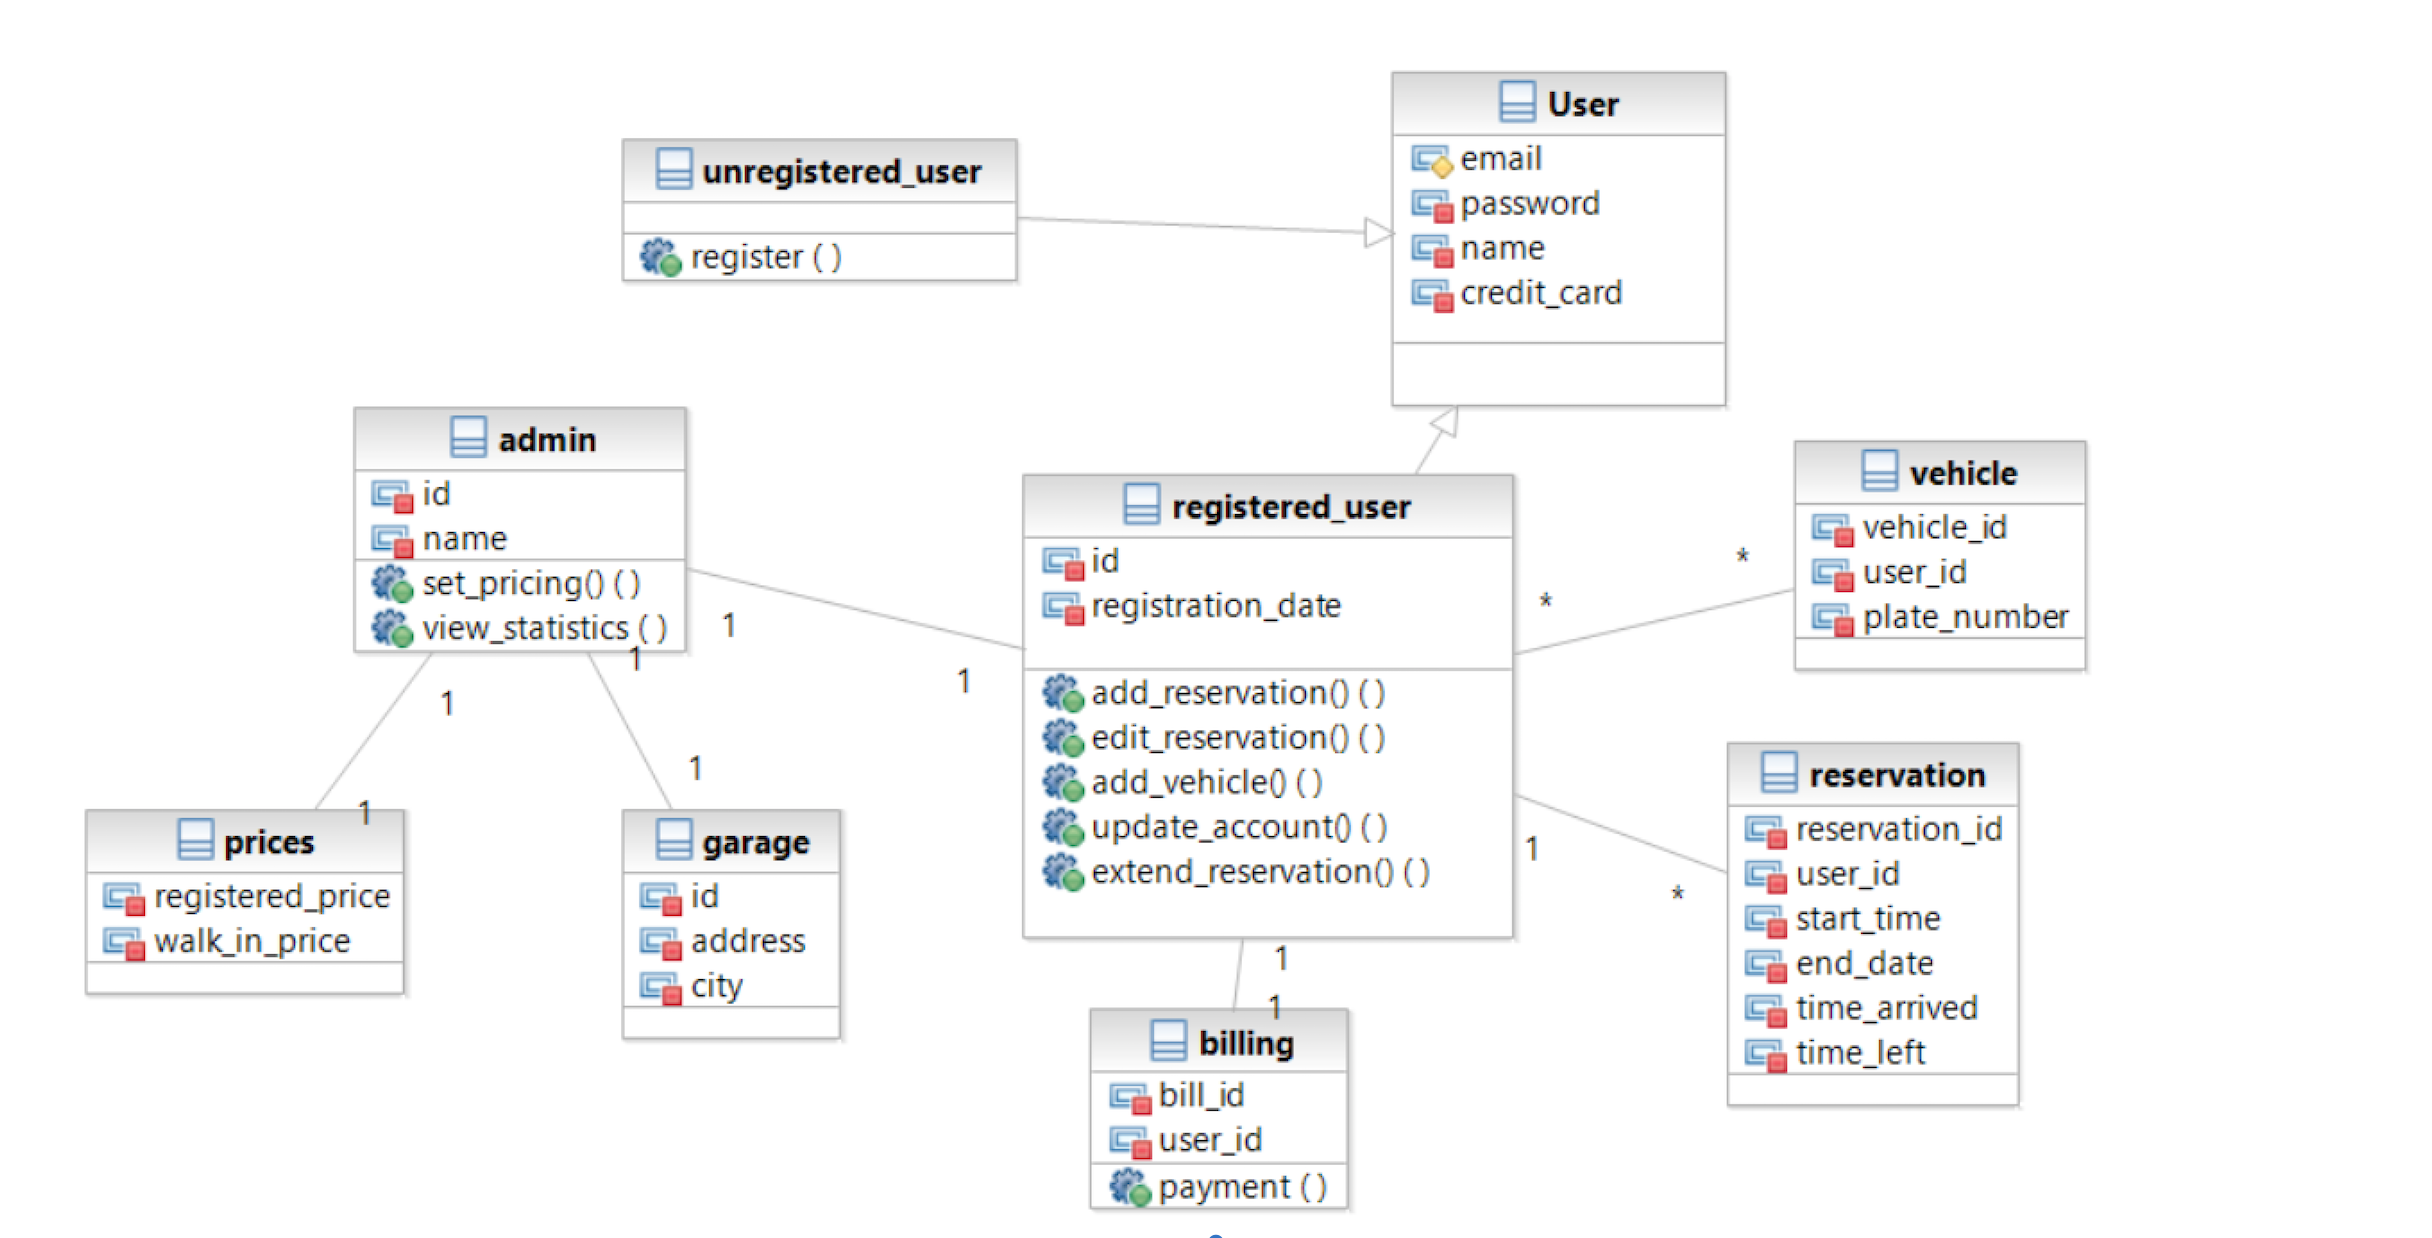 User
email
password
name
credit_card
unregistered_user
register ( )
admin
id
name
set_pricing() ( )
view_statistics ( )
1
1
1
1
1
1
registered_user
id
registration_date
add_reservation() ( )
edit_reservation() ( )
add_vehicle() ( )
update_account() ( )
extend_reservation() ( )
*
*
vehicle
vehicle_id
user_id
plate_number
prices
registered_price
walk_in_price
garage
id
address
city
1
*
reservation
reservation_id
user_id
start_time
end_date
time_arrived
time_left
1
1
billing
bill_id
user_id
payment ( )